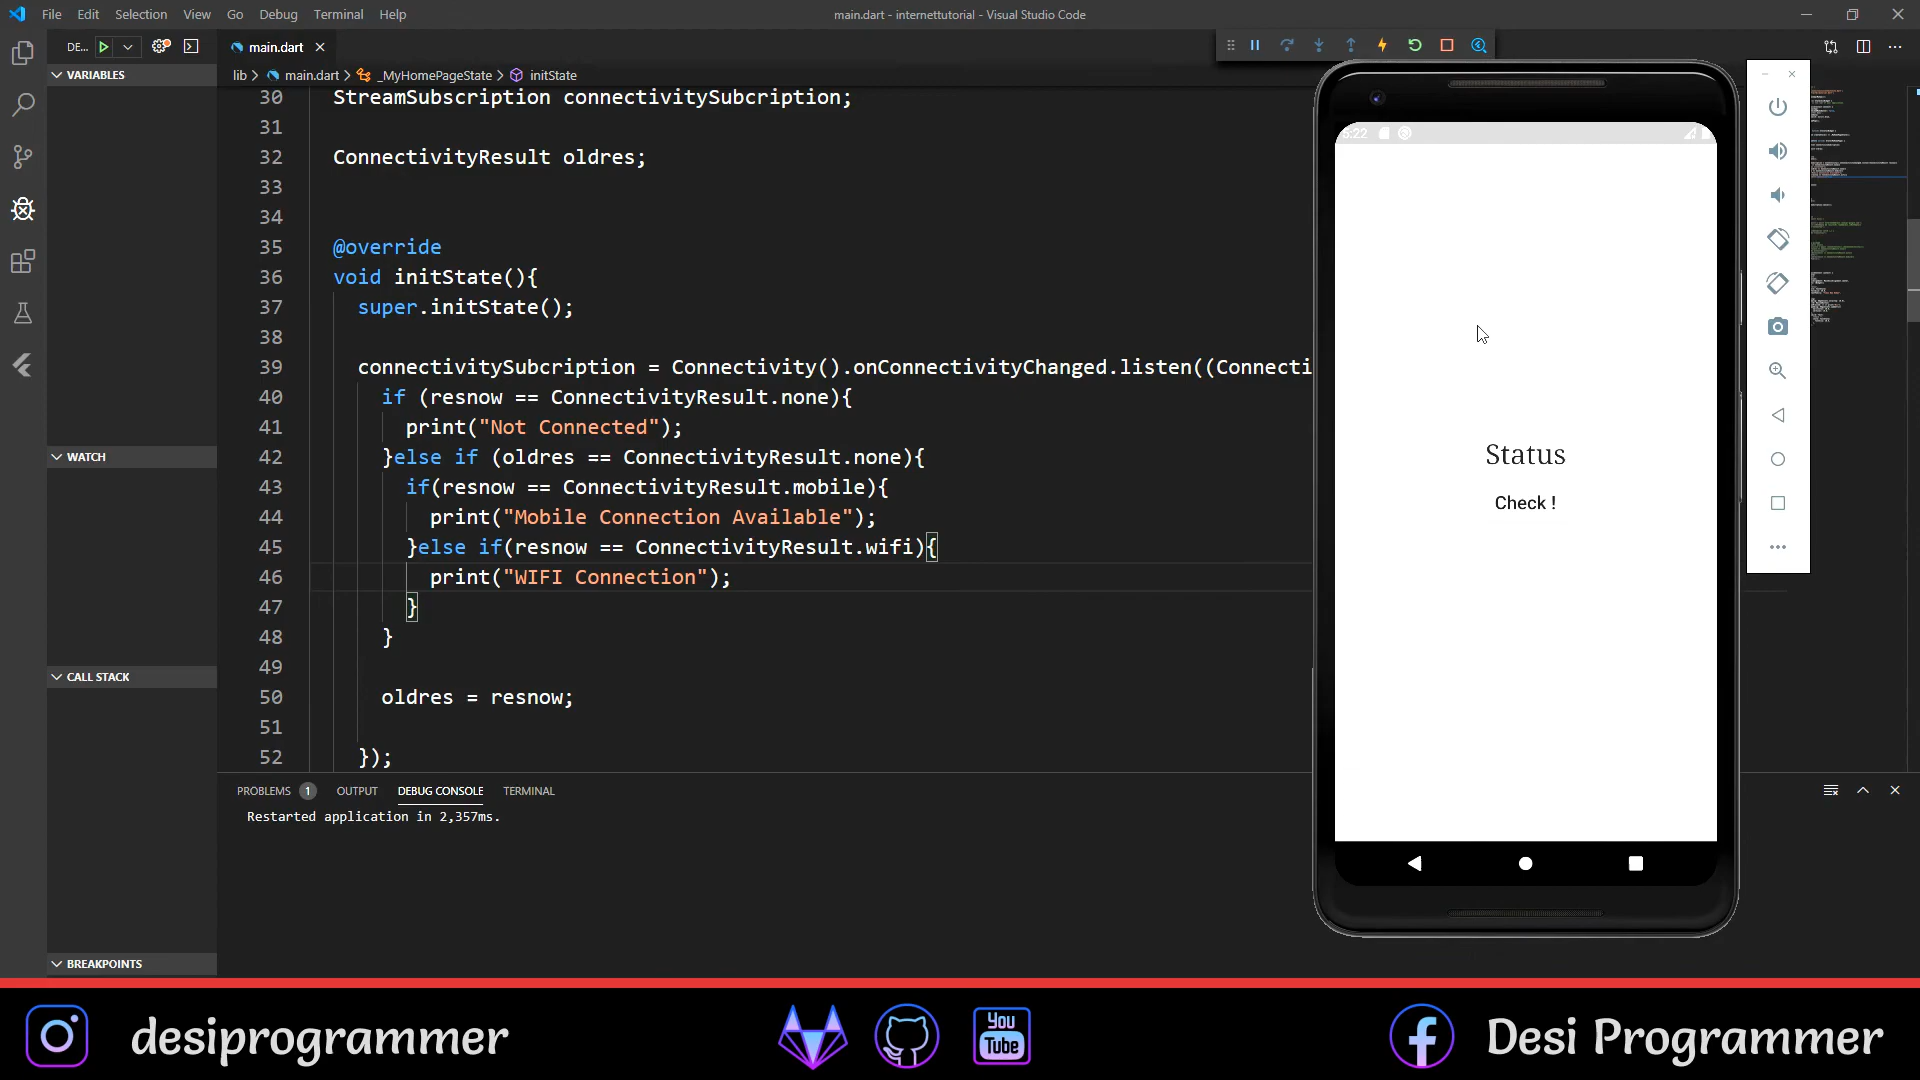 File Edit Selection View Go Debug Terminal Help
main.dart - internettutorial - Visual Studio Code
DE...
main.dart
VARIABLES
lib > main.dart > _MyHomePageState > initState
30 StreamSubscription connectivitySubcription;
31
32 ConnectivityResult oldres;
33
34
35 @override
36 void initState(){
37 super.initState();
38
39 connectivitySubcription = Connectivity().onConnectivityChanged.listen((Connecti
40 if (resnow == ConnectivityResult.none){
41 print("Not Connected");
42 }else if (oldres == ConnectivityResult.none){
43 if(resnow == ConnectivityResult.mobile){
44 print("Mobile Connection Available");
45 }else if(resnow == ConnectivityResult.wifi){
46 print("WIFI Connection");
47 }
48 }
49
50 oldres = resnow;
51
52 });
WATCH
CALL STACK
BREAKPOINTS
PROBLEMS 1 OUTPUT DEBUG CONSOLE TERMINAL
Restarted application in 2,357ms.
5:22
Status
Check !
desiprogrammer
You
Tube
Desi Programmer